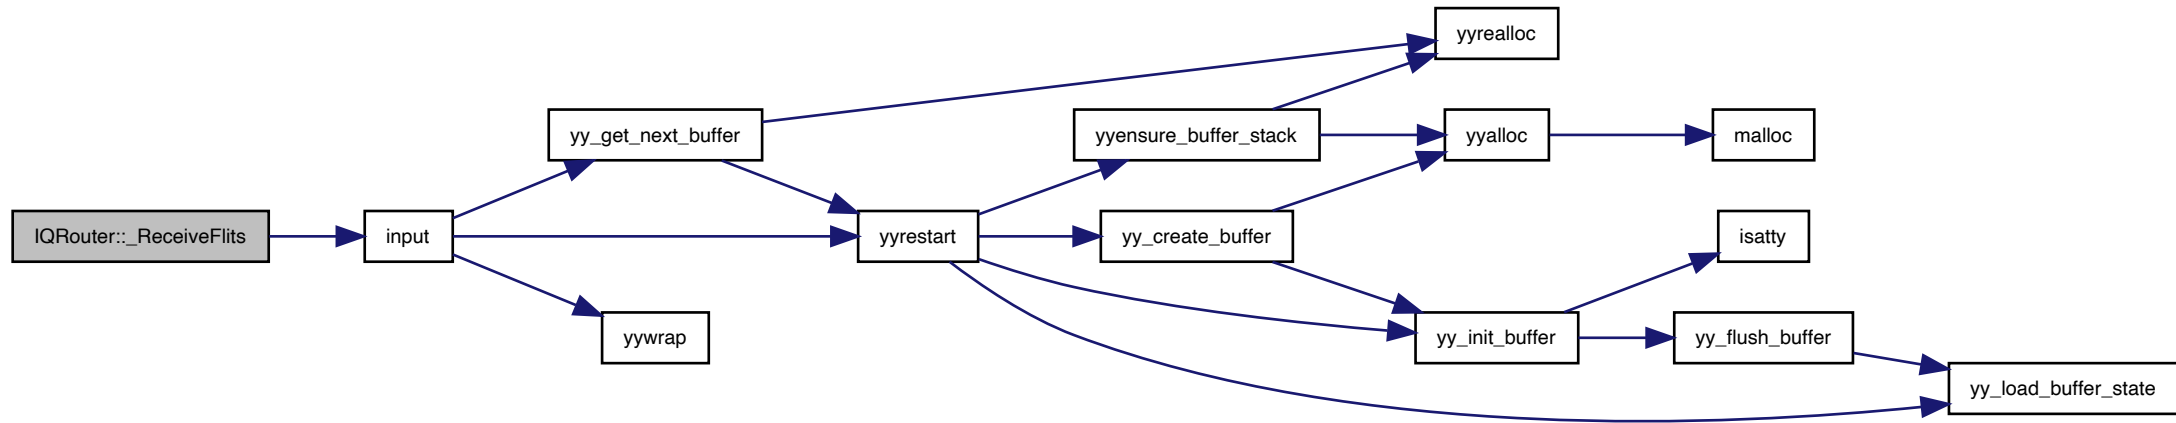 yyrealloc
yy_get_next_buffer
yyensure_buffer_stack
yyalloc
malloc
IQRouter::_ReceiveFlits
input
yyrestart
yy_create_buffer
isatty
yywrap
yy_init_buffer
yy_flush_buffer
yy_load_buffer_state